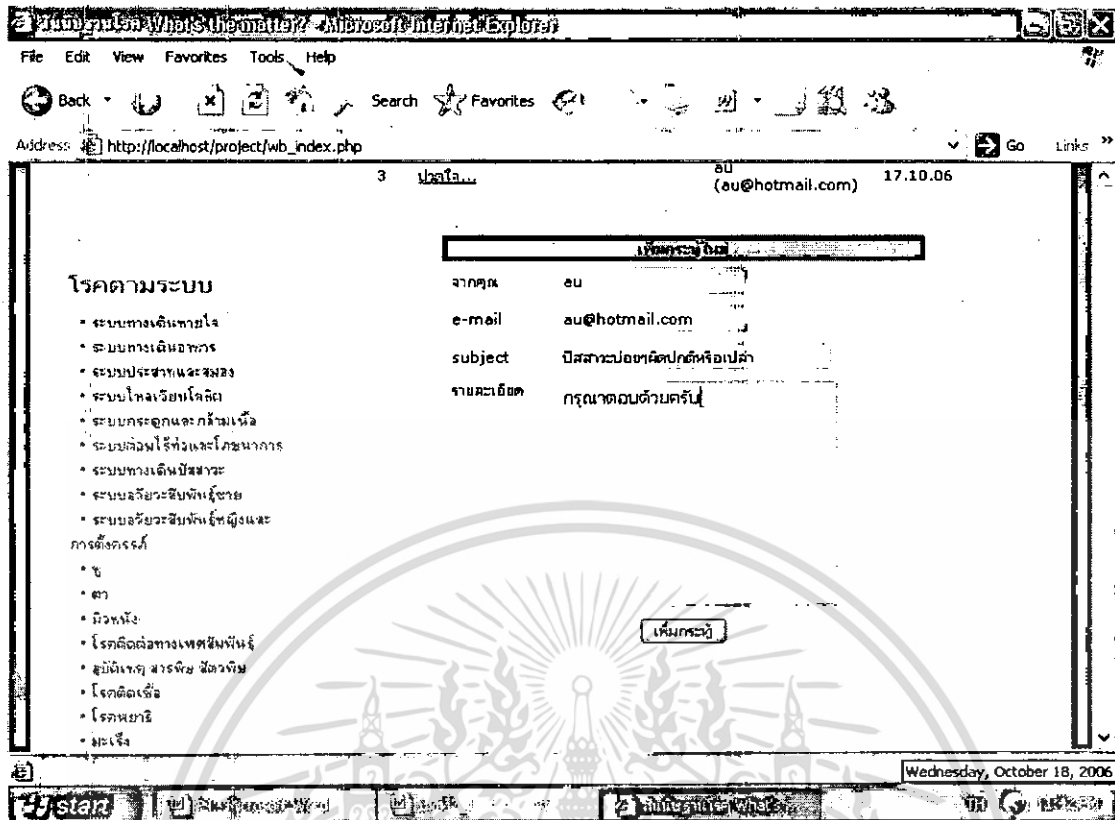 What's the matter? - Microsoft Internet Explorer
File Edit View Favorites Tools Help
Back Search Favorites
Address http://localhost/project/wb_index.php Go Links »
3 ปวดใจ... au (au@hotmail.com) 17.10.06
เพิ่มกระทู้ใหม่
โรคตามระบบ
จากคุณ au
• ระบบทางเดินหายใจ
e-mail au@hotmail.com
• ระบบทางเดินอาหาร
• ระบบประสาทและสมอง
subject ปัสสาวะบ่อยๆผิดปกติหรือเปล่า
• ระบบไหลเวียนโลหิต
รายละเอียด กรุณาตอบด้วยครับ
• ระบบกระดูกและกล้ามเนื้อ
• ระบบต่อมไร้ท่อและโภชนาการ
• ระบบทางเดินปัสสาวะ
• ระบบอวัยวะสืบพันธุ์ชาย
• ระบบอวัยวะสืบพันธุ์หญิงและ
การตั้งครรภ์
• หู
• ตา
• ผิวหนัง
• โรคติดต่อทางเพศสัมพันธุ์
เพิ่มกระทู้
• อุบัติเหตุ สารพิษ สัตวพิษ
• โรคติดเชื้อ
• โรคพยาธิ
• มะเร็ง
Wednesday, October 18, 2006
start What's... TH